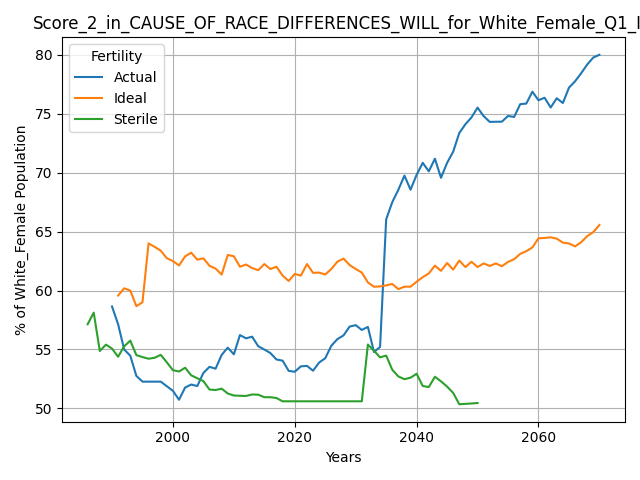 Score_2_in_CAUSE_OF_RACE_DIFFERENCES_WILL_for_White_Female_Q1_I
Fertility
Actual
Ideal
Sterile
80
75
70
65
60
55
50
% of White_Female Population
2000
2020
2040
2060
Years